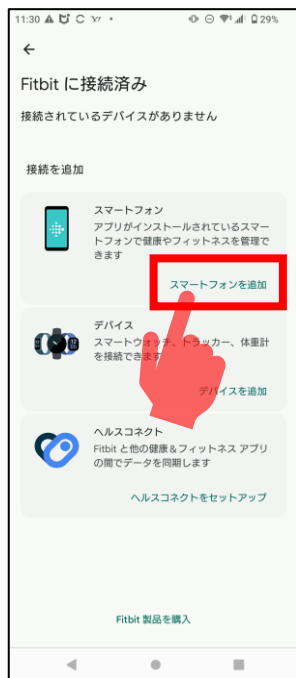 11:30
29%
Fitbit に接続済み
接続されているデバイスがありません
接続を追加
スマートフォン
アプリがインストールされているスマー
トフォンで健康やフィットネスを管理で
きます
スマートフォンを追加
デバイス
スマートウォッチ、トラッカー、体重計
を接続できます
デバイスを追加
ヘルスコネクト
Fitbit と他の健康＆フィットネス アプリ
の間でデータを同期します
ヘルスコネクトをセットアップ
Fitbit 製品を購入